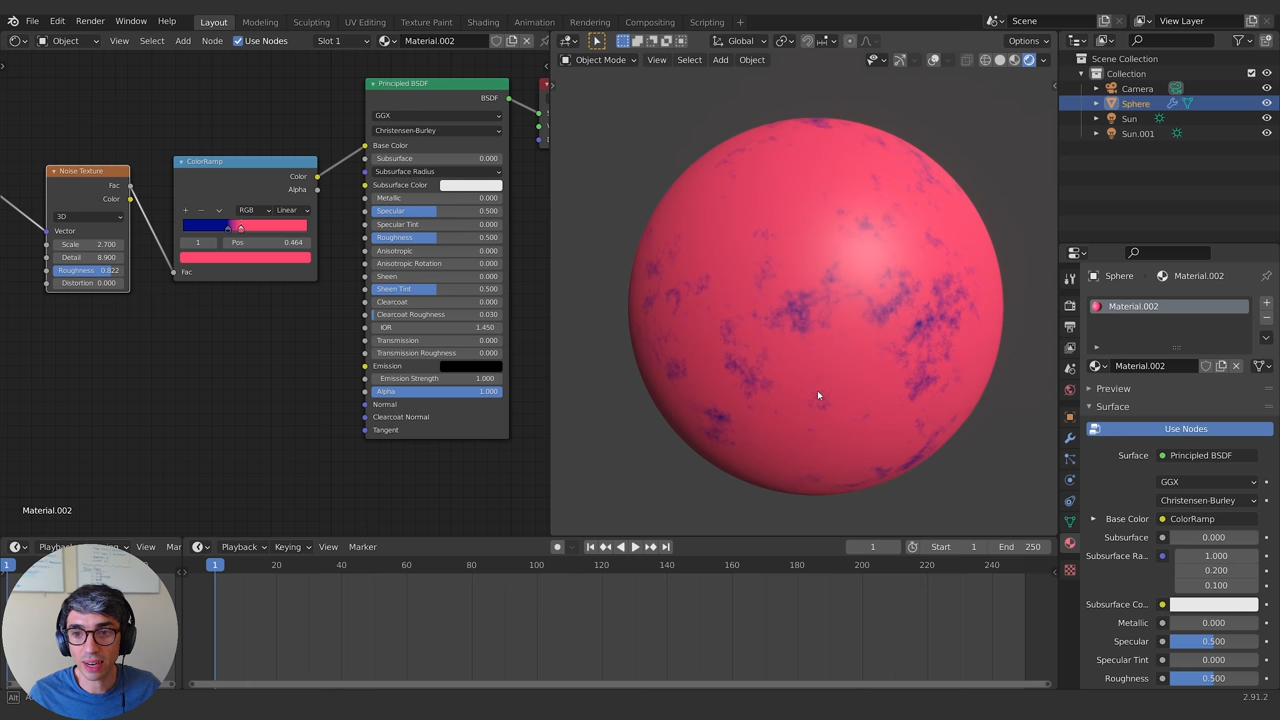 File Edit Render Window Help Layout Modeling Sculpting UV Editing Texture Paint Shading Animation Rendering Compositing Scripting + Scene View Layer
Object View Select Add Node Use Nodes Slot 1 Material.002 Global Options
Object Mode View Select Add Object
Scene Collection
Collection
Camera
Sphere
Sun
Sun.001
Noise Texture
Fac
Color
3D
Vector
Scale 2.700
Detail 8.900
Roughness 0.822
Distortion 0.000
ColorRamp
Color
Alpha
RGB Linear
1 Pos 0.464
Fac
Principled BSDF
BSDF
GGX
Christensen-Burley
Base Color
Subsurface 0.000
Subsurface Radius
Subsurface Color
Metallic 0.000
Specular 0.500
Specular Tint 0.000
Roughness 0.500
Anisotropic 0.000
Anisotropic Rotation 0.000
Sheen 0.000
Sheen Tint 0.500
Clearcoat 0.000
Clearcoat Roughness 0.030
IOR 1.450
Transmission 0.000
Transmission Roughness 0.000
Emission
Emission Strength 1.000
Alpha 1.000
Normal
Clearcoat Normal
Tangent
Material.002
Sphere Material.002
Material.002
Material.002
Preview
Surface
Use Nodes
Surface Principled BSDF
GGX
Christensen-Burley
Base Color ColorRamp
Subsurface 0.000
Subsurface Ra... 1.000
0.200
0.100
Subsurface Co...
Metallic 0.000
Specular 0.500
Specular Tint 0.000
Roughness 0.500
Playback Keying View Mar
Playback Keying View Marker 1 Start 1 End 250
1 1 20 40 60 80 100 120 140 160 180 200 220 240
Alt
2.91.2